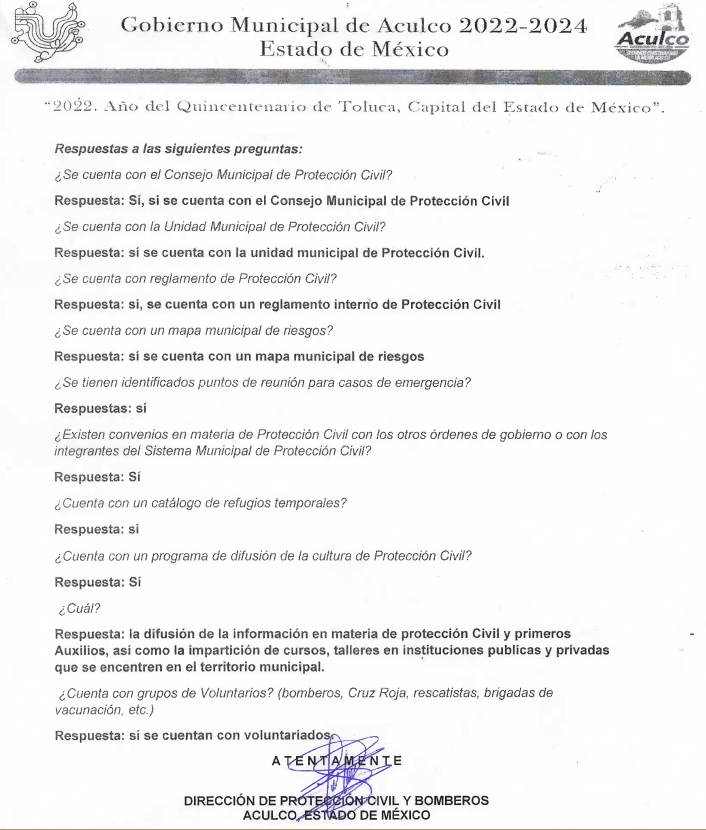 Gobierno Municipal de Aculco 2022-2024
Estado de México
Aculco
“2022. Año del Quincentenario de Toluca, Capital del Estado de México”.
Respuestas a las siguientes preguntas:
¿Se cuenta con el Consejo Municipal de Protección Civil?
Respuesta: Sí, si se cuenta con el Consejo Municipal de Protección Civil
¿Se cuenta con la Unidad Municipal de Protección Civil?
Respuesta: sí se cuenta con la unidad municipal de Protección Civil.
¿Se cuenta con reglamento de Protección Civil?
Respuesta: si, se cuenta con un reglamento interno de Protección Civil
¿Se cuenta con un mapa municipal de riesgos?
Respuesta: sí se cuenta con un mapa municipal de riesgos
¿Se tienen identificados puntos de reunión para casos de emergencia?
Respuestas: sí
¿Existen convenios en materia de Protección Civil con los otros órdenes de gobierno o con los
integrantes del Sistema Municipal de Protección Civil?
Respuesta: Sí
¿Cuenta con un catálogo de refugios temporales?
Respuesta: si
¿Cuenta con un programa de difusión de la cultura de Protección Civil?
Respuesta: Sí
¿Cuál?
Respuesta: la difusión de la información en materia de protección Civil y primeros
Auxilios, así como la impartición de cursos, talleres en instituciones publicas y privadas
que se encentren en el territorio municipal.
¿Cuenta con grupos de Voluntarios? (bomberos, Cruz Roja, rescatistas, brigadas de
vacunación, etc.)
Respuesta: sí se cuentan con voluntariados.
ATENTAMENTE
DIRECCIÓN DE PROTECCIÓN CIVIL Y BOMBEROS
ACULCO, ESTADO DE MÉXICO